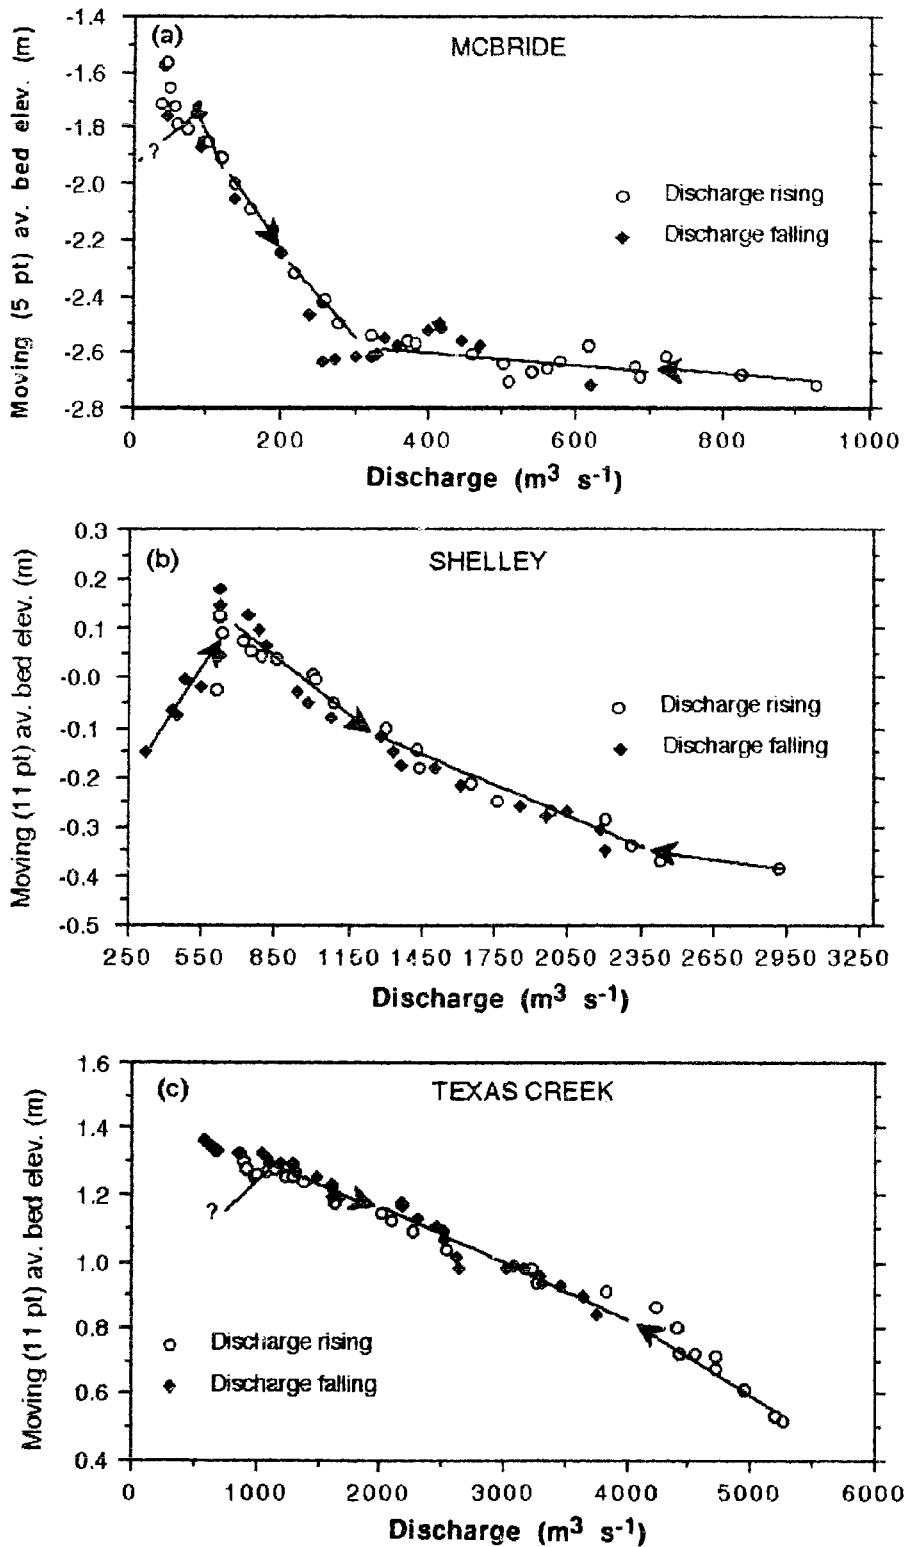 (a)
MCBRIDE
Moving (5 pt) av. bed elev. (m)
-1.4
-1.6
-1.8
-2.0
-2.2
-2.4
-2.6
-2.8
?
Discharge rising
Discharge falling
0
200
400
600
800
1000
Discharge (m³ s⁻¹)
(b)
SHELLEY
Moving (11 pt) av. bed elev. (m)
0.3
0.2
0.1
-0.0
-0.1
-0.2
-0.3
-0.4
-0.5
Discharge rising
Discharge falling
250
550
850
1150
1450
1750
2050
2350
2650
2950
3250
Discharge (m³ s⁻¹)
(c)
TEXAS CREEK
Moving (11 pt) av. bed elev. (m)
1.6
1.4
1.2
1.0
0.8
0.6
0.4
?
Discharge rising
Discharge falling
0
1000
2000
3000
4000
5000
6000
Discharge (m³ s⁻¹)